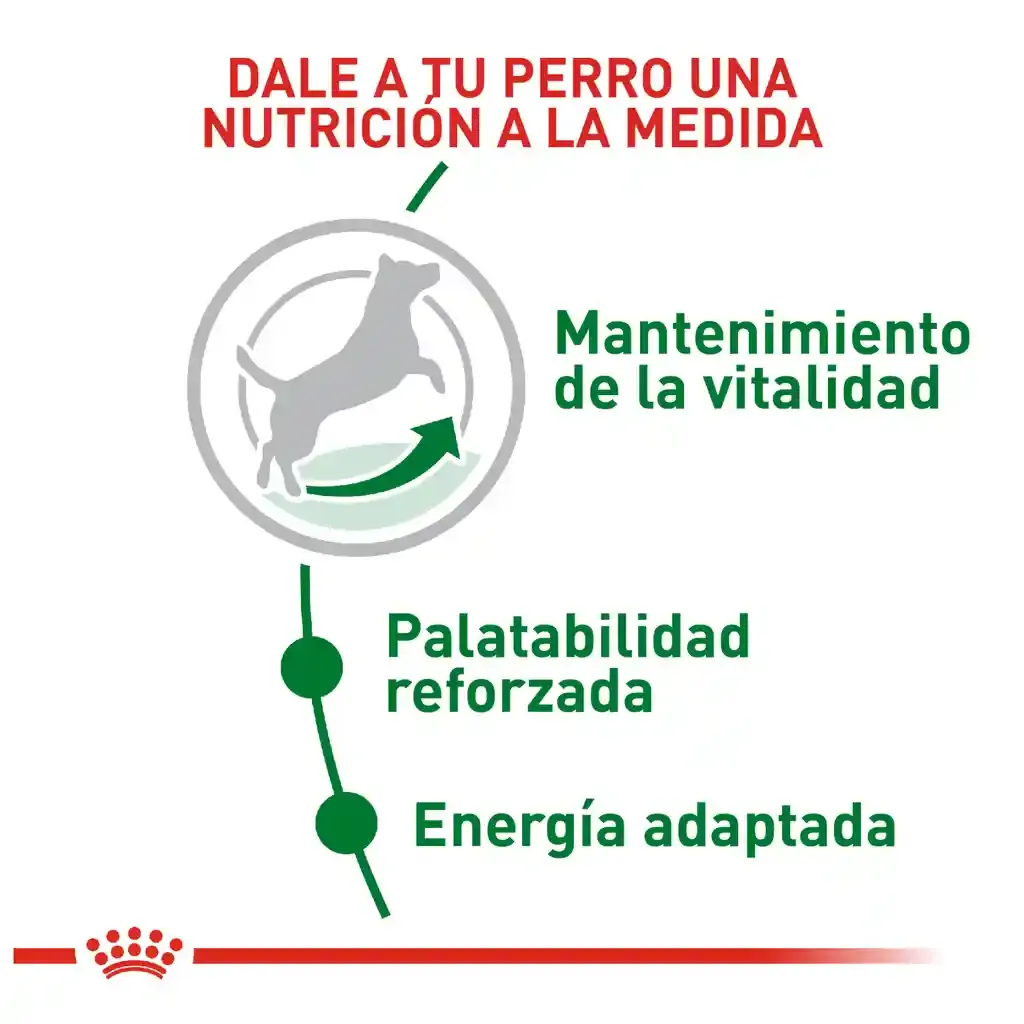 DALE A TU PERRO UNA
NUTRICIÓN A LA MEDIDA
Mantenimiento
de la vitalidad
Palatabilidad
reforzada
Energía adaptada